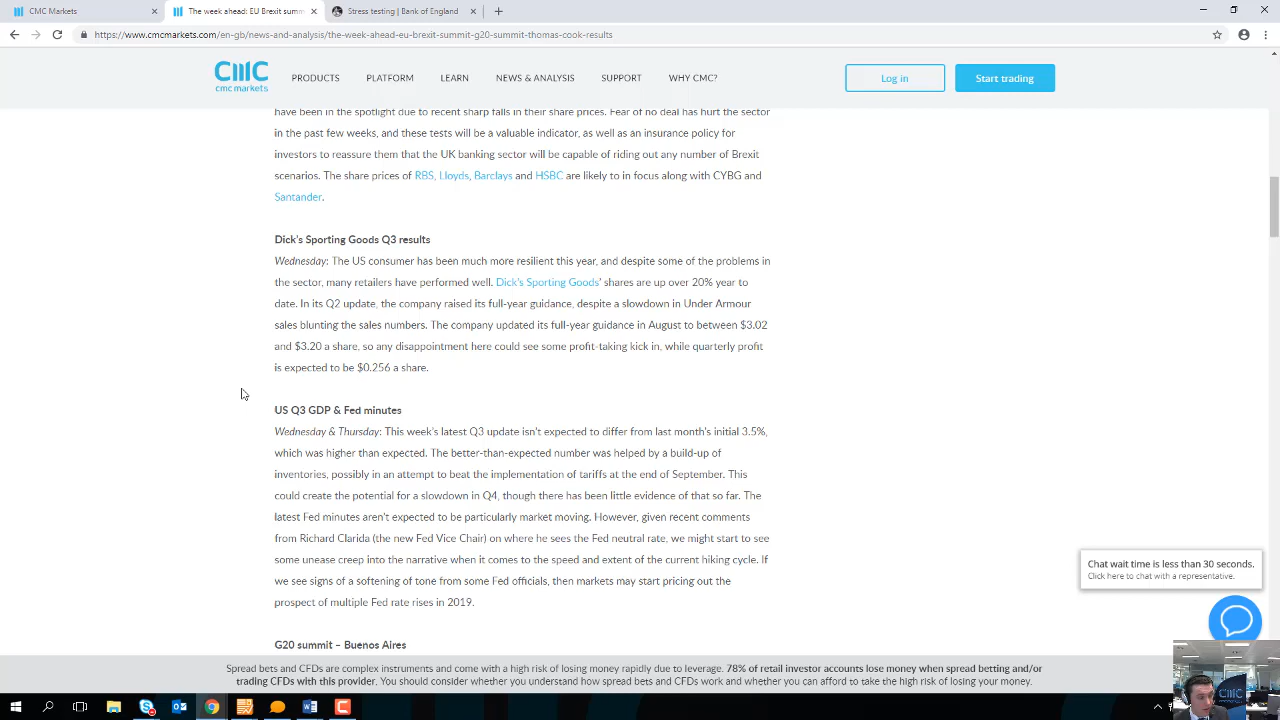 CMC Markets
The week ahead: EU Brexit summ
Stress testing | Bank of England
https://www.cmcmarkets.com/en-gb/news-and-analysis/the-week-ahead-eu-brexit-summit-g20-summit-thomas-cook-results
cmc markets
PRODUCTS PLATFORM LEARN NEWS & ANALYSIS SUPPORT WHY CMC? Log in Start trading
have been in the spotlight due to recent sharp falls in their share prices. Fear of no deal has hurt the sector
in the past few weeks, and these tests will be a valuable indicator, as well as an insurance policy for
investors to reassure them that the UK banking sector will be capable of riding out any number of Brexit
scenarios. The share prices of RBS, Lloyds, Barclays and HSBC are likely to in focus along with CYBG and
Santander.
Dick's Sporting Goods Q3 results
Wednesday: The US consumer has been much more resilient this year, and despite some of the problems in
the sector, many retailers have performed well. Dick's Sporting Goods' shares are up over 20% year to
date. In its Q2 update, the company raised its full-year guidance, despite a slowdown in Under Armour
sales blunting the sales numbers. The company updated its full-year guidance in August to between $3.02
and $3.20 a share, so any disappointment here could see some profit-taking kick in, while quarterly profit
is expected to be $0.256 a share.
US Q3 GDP & Fed minutes
Wednesday & Thursday: This week's latest Q3 update isn't expected to differ from last month's initial 3.5%,
which was higher than expected. The better-than-expected number was helped by a build-up of
inventories, possibly in an attempt to beat the implementation of tariffs at the end of September. This
could create the potential for a slowdown in Q4, though there has been little evidence of that so far. The
latest Fed minutes aren't expected to be particularly market moving. However, given recent comments
from Richard Clarida (the new Fed Vice Chair) on where he sees the Fed neutral rate, we might start to see
some unease creep into the narrative when it comes to the speed and extent of the current hiking cycle. If
we see signs of a softening of tone from some Fed officials, then markets may start pricing out the
prospect of multiple Fed rate rises in 2019.
G20 summit – Buenos Aires
Chat wait time is less than 30 seconds.
Click here to chat with a representative.
Spread bets and CFDs are complex instruments and come with a high risk of losing money rapidly due to leverage. 78% of retail investor accounts lose money when spread betting and/or
trading CFDs with this provider. You should consider whether you understand how spread bets and CFDs work and whether you can afford to take the high risk of losing your money.